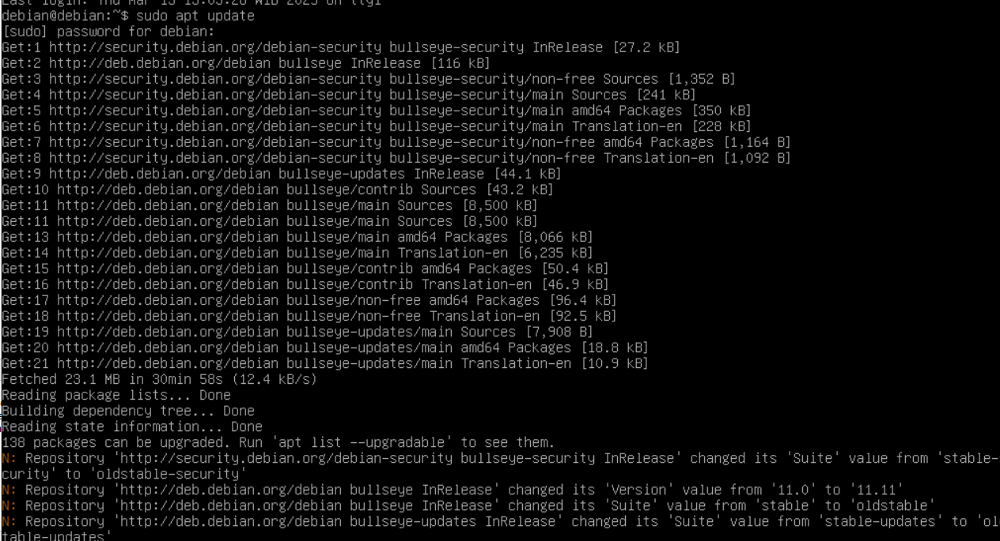 Last login: Thu Mar 13 13:03:28 WIB 2025 on tty1
debian@debian:~$ sudo apt update
[sudo] password for debian:
Get:1 http://security.debian.org/debian-security bullseye-security InRelease [27.2 kB]
Get:2 http://deb.debian.org/debian bullseye InRelease [116 kB]
Get:3 http://security.debian.org/debian-security bullseye-security/non-free Sources [1,352 B]
Get:4 http://security.debian.org/debian-security bullseye-security/main Sources [241 kB]
Get:5 http://security.debian.org/debian-security bullseye-security/main amd64 Packages [350 kB]
Get:6 http://security.debian.org/debian-security bullseye-security/main Translation-en [228 kB]
Get:7 http://security.debian.org/debian-security bullseye-security/non-free amd64 Packages [1,164 B]
Get:8 http://security.debian.org/debian-security bullseye-security/non-free Translation-en [1,092 B]
Get:9 http://deb.debian.org/debian bullseye-updates InRelease [44.1 kB]
Get:10 http://deb.debian.org/debian bullseye/contrib Sources [43.2 kB]
Get:11 http://deb.debian.org/debian bullseye/main Sources [8,500 kB]
Get:11 http://deb.debian.org/debian bullseye/main Sources [8,500 kB]
Get:13 http://deb.debian.org/debian bullseye/main amd64 Packages [8,066 kB]
Get:14 http://deb.debian.org/debian bullseye/main Translation-en [6,235 kB]
Get:15 http://deb.debian.org/debian bullseye/contrib amd64 Packages [50.4 kB]
Get:16 http://deb.debian.org/debian bullseye/contrib Translation-en [46.9 kB]
Get:17 http://deb.debian.org/debian bullseye/non-free amd64 Packages [96.4 kB]
Get:18 http://deb.debian.org/debian bullseye/non-free Translation-en [92.5 kB]
Get:19 http://deb.debian.org/debian bullseye-updates/main Sources [7,908 B]
Get:20 http://deb.debian.org/debian bullseye-updates/main amd64 Packages [18.8 kB]
Get:21 http://deb.debian.org/debian bullseye-updates/main Translation-en [10.9 kB]
Fetched 23.1 MB in 30min 58s (12.4 kB/s)
Reading package lists... Done
Building dependency tree... Done
Reading state information... Done
138 packages can be upgraded. Run 'apt list --upgradable' to see them.
N: Repository 'http://security.debian.org/debian-security bullseye-security InRelease' changed its 'Suite' value from 'stable-
curity' to 'oldstable-security'
N: Repository 'http://deb.debian.org/debian bullseye InRelease' changed its 'Version' value from '11.0' to '11.11'
N: Repository 'http://deb.debian.org/debian bullseye InRelease' changed its 'Suite' value from 'stable' to 'oldstable'
N: Repository 'http://deb.debian.org/debian bullseye-updates InRelease' changed its 'Suite' value from 'stable-updates' to 'ol
table-updates'